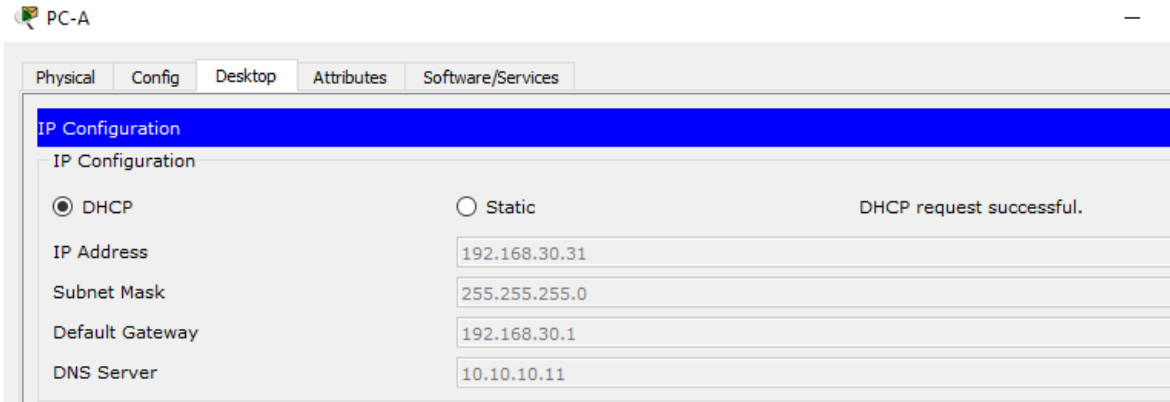 PC-A
Physical Config Desktop Attributes Software/Services
IP Configuration
IP Configuration
DHCP Static DHCP request successful.
IP Address 192.168.30.31
Subnet Mask 255.255.255.0
Default Gateway 192.168.30.1
DNS Server 10.10.10.11